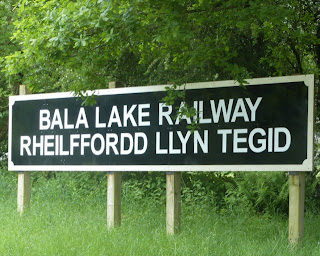 BALA LAKE RAILWAY
RHEILFFORDD LLYN TEGID